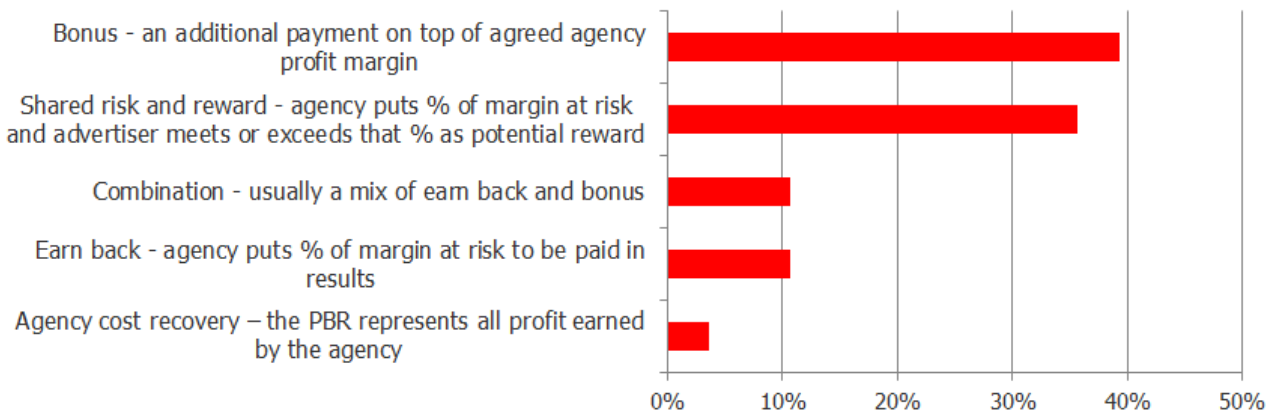 Bonus - an additional payment on top of agreed agency
profit margin
Shared risk and reward - agency puts % of margin at risk
and advertiser meets or exceeds that % as potential reward
Combination - usually a mix of earn back and bonus
Earn back - agency puts % of margin at risk to be paid in
results
Agency cost recovery – the PBR represents all profit earned
by the agency
0% 10% 20% 30% 40% 50%